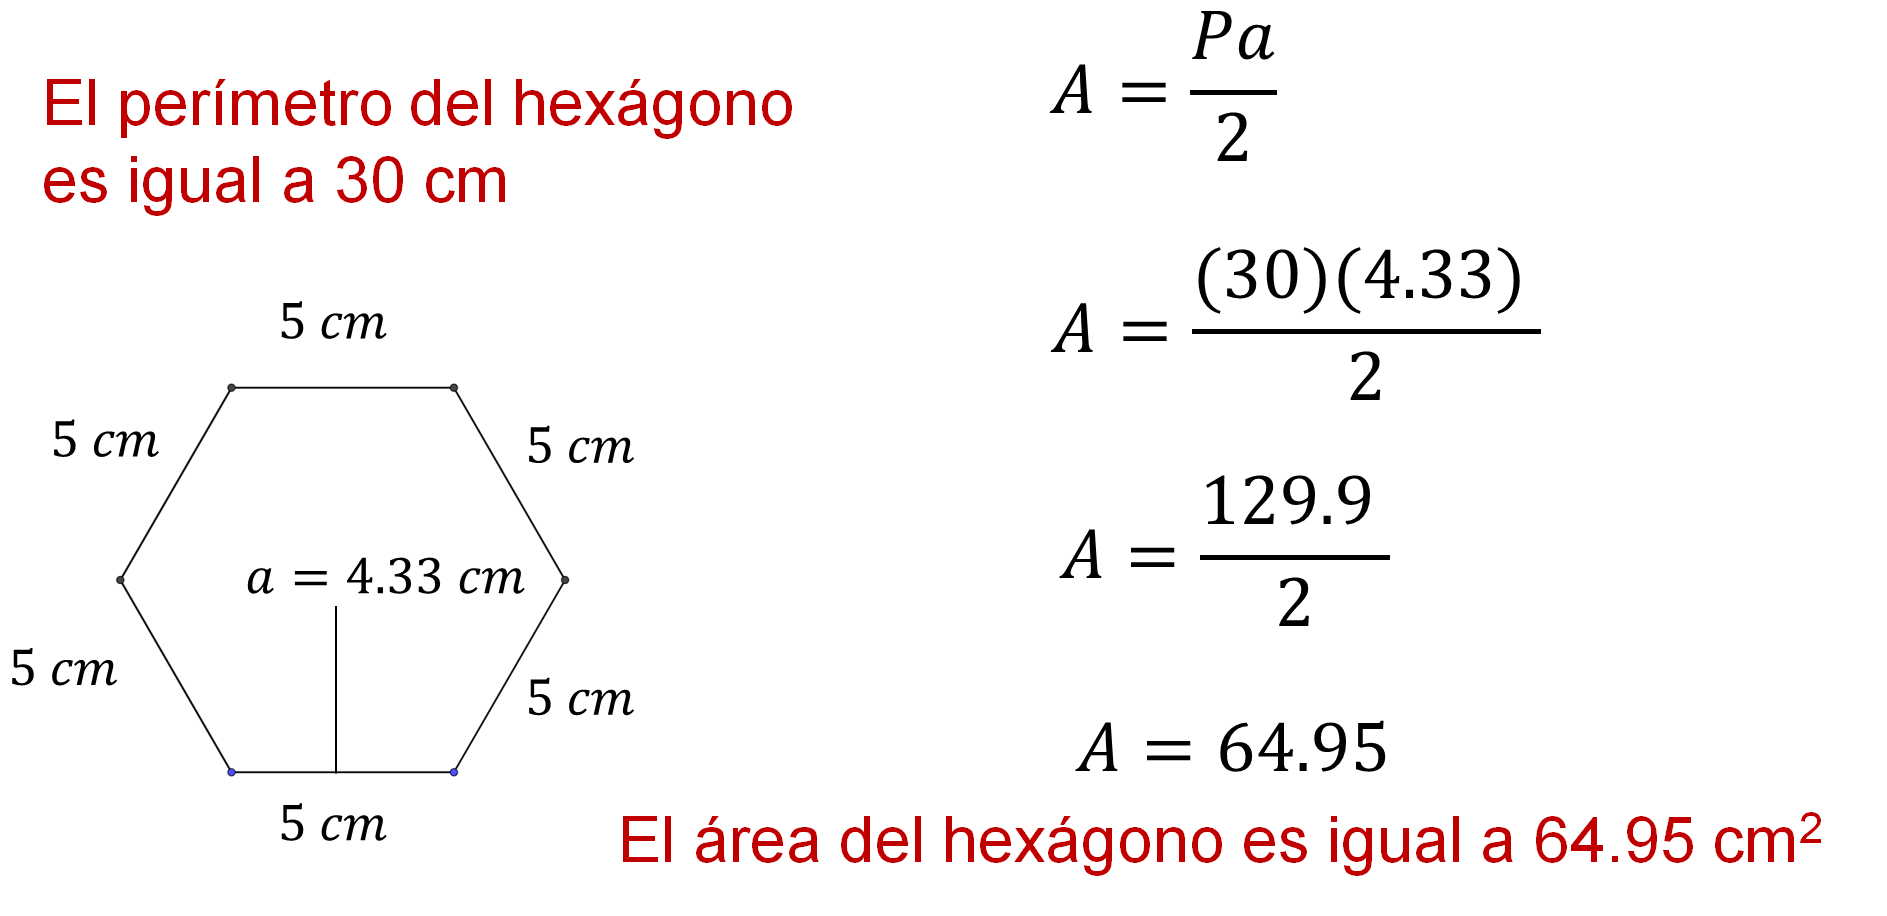 El perímetro del hexágono
es igual a 30 cm
5 cm
5 cm
5 cm
a = 4.33 cm
5 cm
5 cm
5 cm
A = Pa/2
A = (30)(4.33)/2
A = 129.9/2
A = 64.95
El área del hexágono es igual a 64.95 cm²